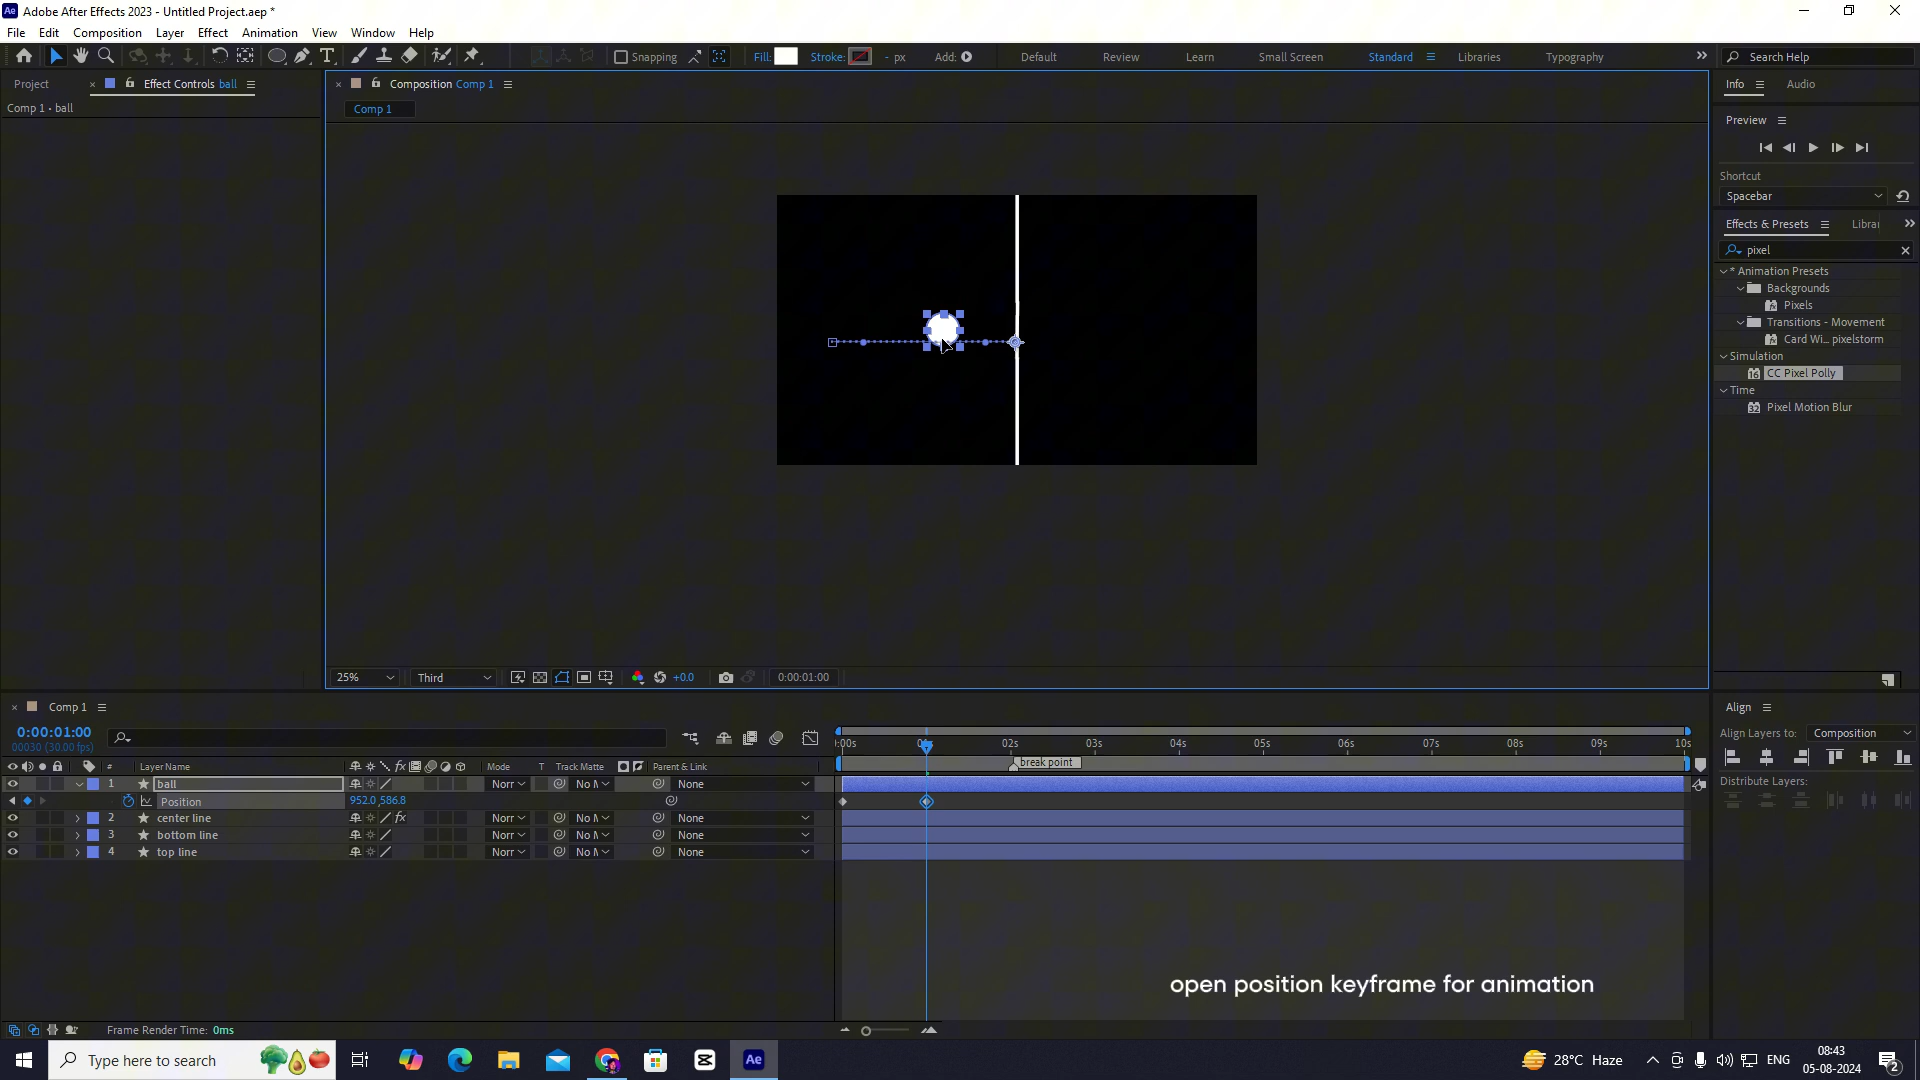 Ae Adobe After Effects 2023 - Untitled Project.aep *
File Edit Composition Layer Effect Animation View Window Help
Snapping Fill: Stroke: - px Add: Default Review Learn Small Screen Standard Libraries Typography Search Help
Project Effect Controls ball
Comp 1 • ball
Composition Comp 1
Comp 1
Info Audio
Preview
Shortcut
Spacebar
Effects & Presets Librar
pixel
* Animation Presets
Backgrounds
Pixels
Transitions - Movement
Card Wi... pixelstorm
Simulation
CC Pixel Polly
Time
Pixel Motion Blur
25% Third +0.0 0:00:01:00
Comp 1
0:00:01:00
00030 (30.00 fps)
:00s 02s 03s 04s 05s 06s 07s 08s 09s 10s
# Layer Name Mode T Track Matte Parent & Link
break point
1 ball Norr No M None
Position 952.0,586.8
2 center line Norr No M None
3 bottom line Norr No M None
4 top line Norr No M None
Align
Align Layers to: Composition
Distribute Layers:
open position keyframe for animation
Frame Render Time: 0ms
Type here to search
Ae
28°C Haze
ENG
08:43
05-08-2024
2